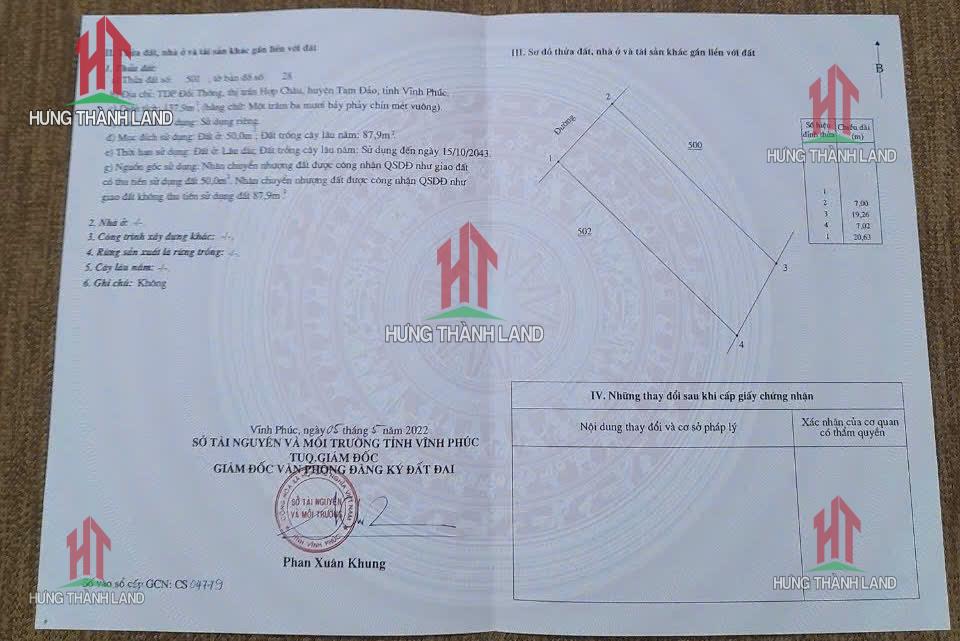 II. Thửa đất, nhà ở và tài sản khác gắn liền với đất
1. Thửa đất:
a) Thửa đất số: 501 , tờ bản đồ số 28
b) Địa chỉ: TDP Đồi Thông, thị trấn Hợp Châu, huyện Tam Đảo, tỉnh Vĩnh Phúc,
137,9m² (bằng chữ: Một trăm ba mươi bảy phảy chín mét vuông).
dụng: Sử dụng riêng.
đ) Mục đích sử dụng: Đất ở 50,0m²; Đất trồng cây lâu năm: 87,9m².
e) Thời hạn sử dụng: Đất ở: Lâu dài; Đất trồng cây lâu năm: Sử dụng đến ngày 15/10/2043.
g) Nguồn gốc sử dụng: Nhận chuyển nhượng đất được công nhận QSDĐ như giao đất
có thu tiền sử dụng đất 50,0m². Nhận chuyển nhượng đất được công nhận QSDĐ như
giao đất không thu tiền sử dụng đất 87,9m²
2. Nhà ở: -/-
3. Công trình xây dựng khác: -/-.
4. Rừng sản xuất là rừng trồng: -/-.
5. Cây lâu năm: -/-.
6. Ghi chú: Không
Vĩnh Phúc, ngày 05 tháng 5 năm 2022
SỞ TÀI NGUYÊN VÀ MÔI TRƯỜNG TỈNH VĨNH PHÚC
TUQ.GIÁM ĐỐC
GIÁM ĐỐC VĂN PHÒNG ĐĂNG KÝ ĐẤT ĐAI
SỞ TÀI NGUYÊN
VÀ MÔI TRƯỜNG
TỈNH VĨNH PHÚC
Phan Xuân Khung
Số vào sổ cấp GCN: CS 04779
III. Sơ đồ thửa đất, nhà ở và tài sản khác gắn liền với đất
B
Đường
1
2
3
4
500
502
Số hiệu đỉnh thửa Chiều dài (m)
1
2 7,00
3 19,26
4 7,02
1 20,63
IV. Những thay đổi sau khi cấp giấy chứng nhận
Nội dung thay đổi và cơ sở pháp lý
Xác nhận của cơ quan
có thẩm quyền
HT
HƯNG THÀNH LAND
HT
HƯNG THÀNH LAND
HT
HƯNG THÀNH LAND
HT
HƯNG THÀNH LAND
HT
HƯNG THÀNH LAND